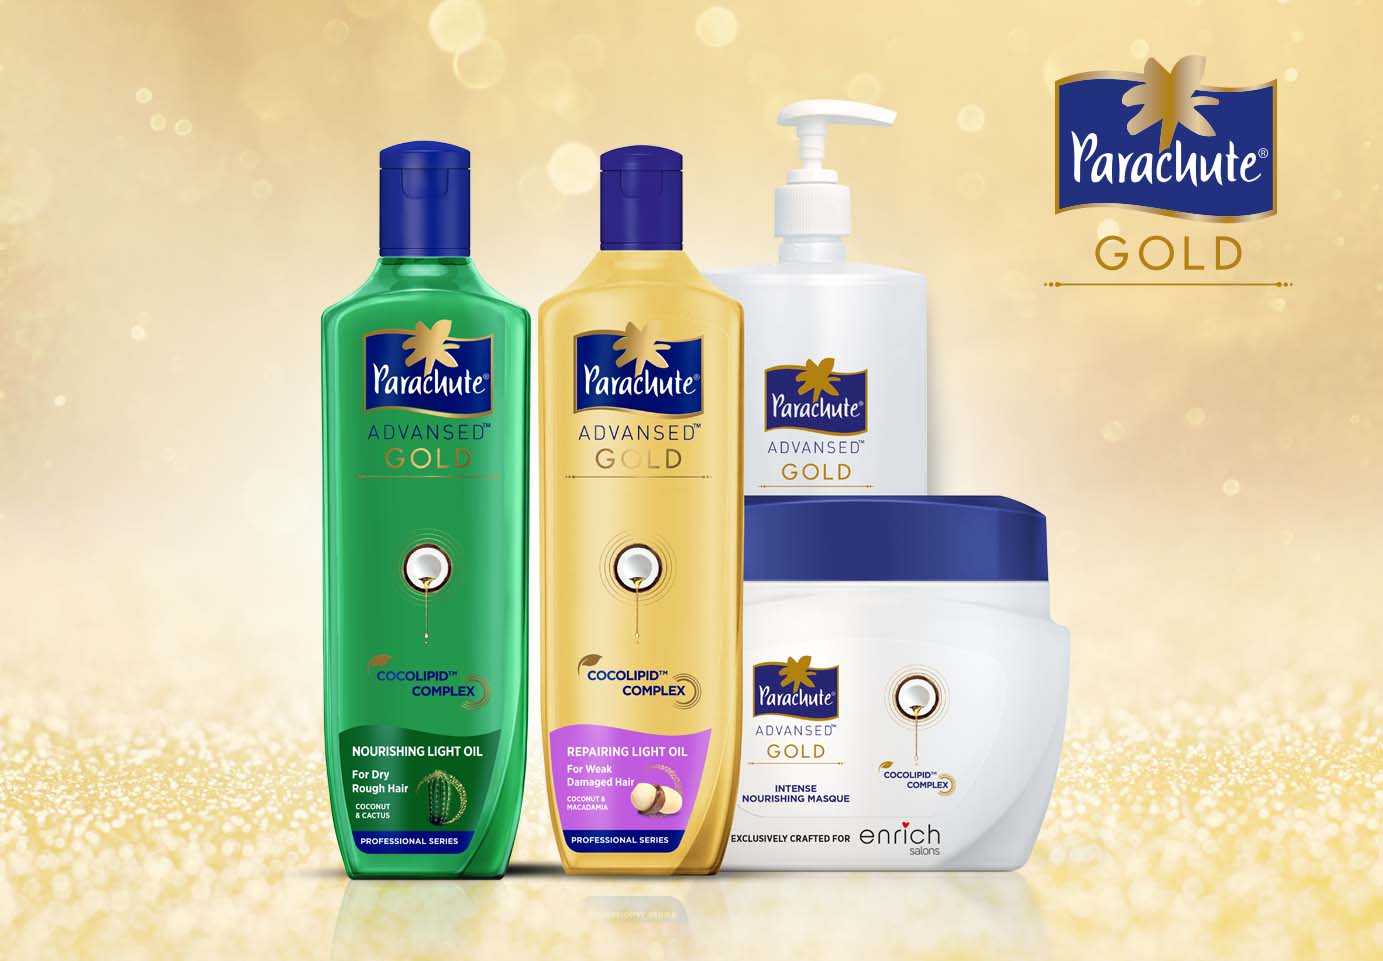 Parachute®
GOLD
Parachute®
ADVANSED™
GOLD
COCOLIPID™
COMPLEX
NOURISHING LIGHT OIL
For Dry
Rough Hair
COCONUT
& CACTUS
PROFESSIONAL SERIES
Parachute®
ADVANSED™
GOLD
COCOLIPID™
COMPLEX
REPAIRING LIGHT OIL
For Weak
Damaged Hair
COCONUT &
MACADAMIA
PROFESSIONAL SERIES
Parachute®
ADVANSED™
GOLD
Parachute®
ADVANSED™
GOLD
COCOLIPID™
COMPLEX
INTENSE
NOURISHING MASQUE
EXCLUSIVELY CRAFTED FOR enrich
salons